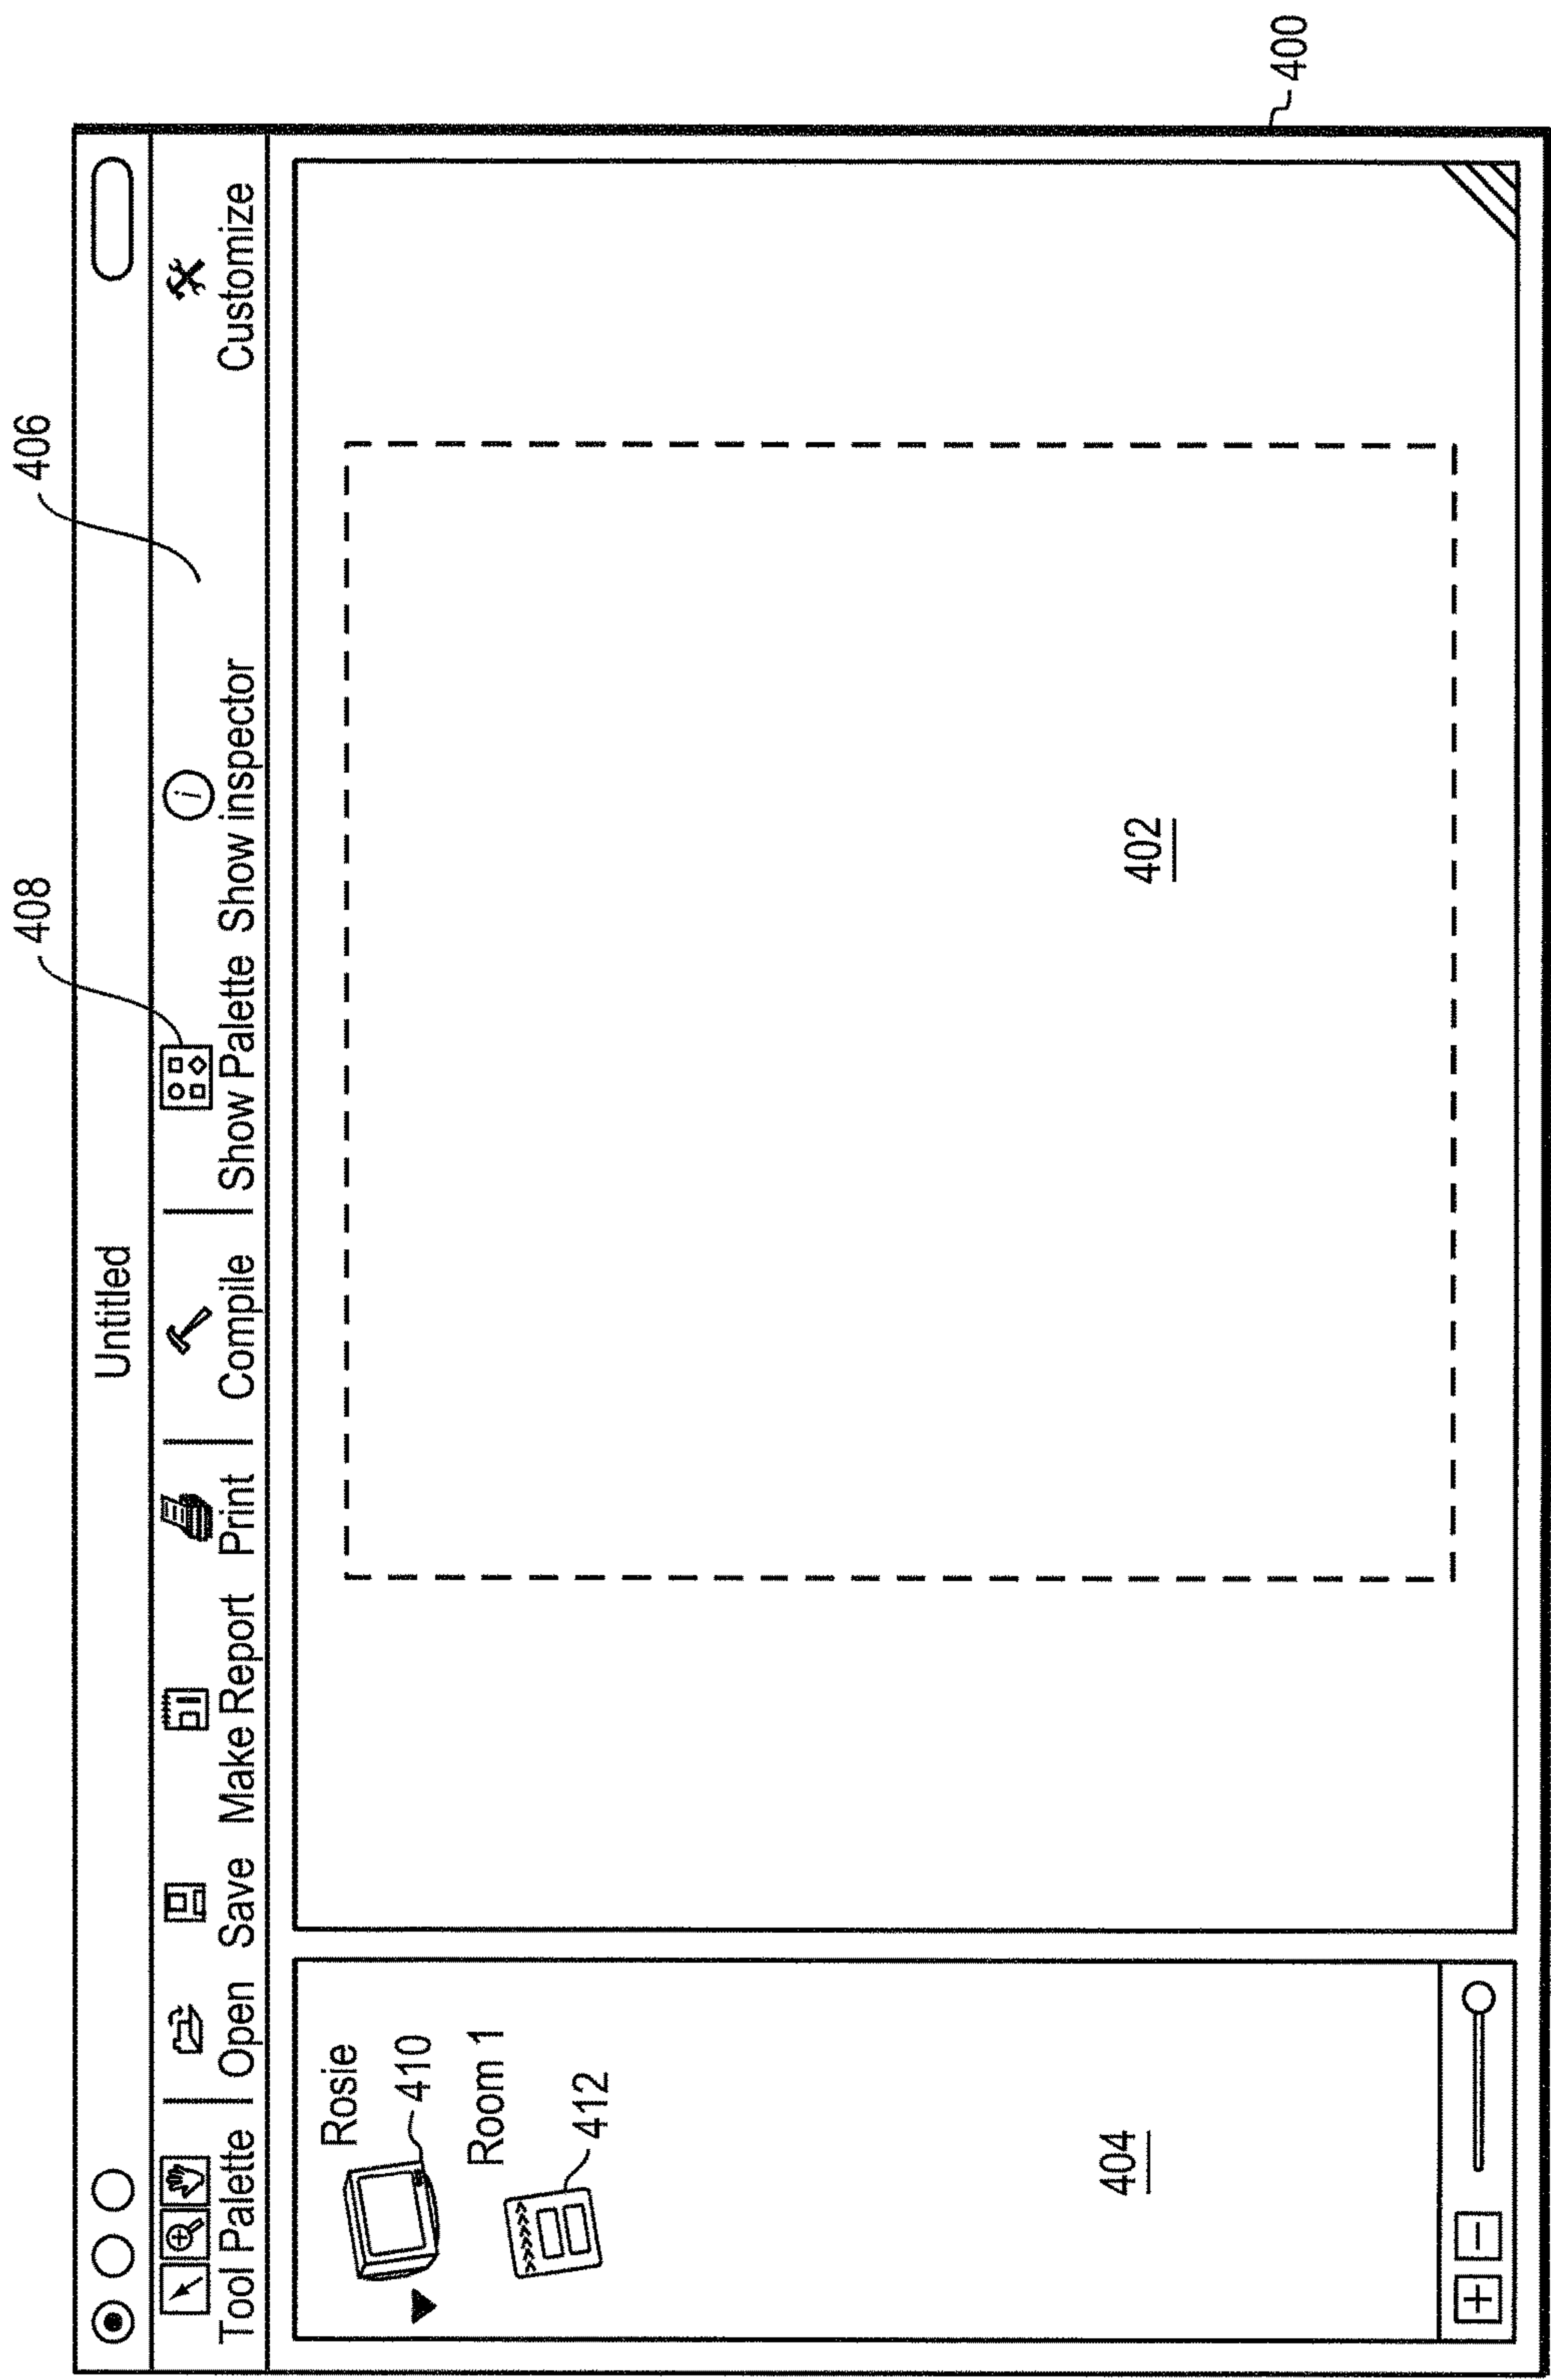 406
408
Untitled
Tool Palette | Open Save Make Report Print | Compile | Show Palette Show inspector Customize
i
Rosie
410
Room 1
412
404
402
400